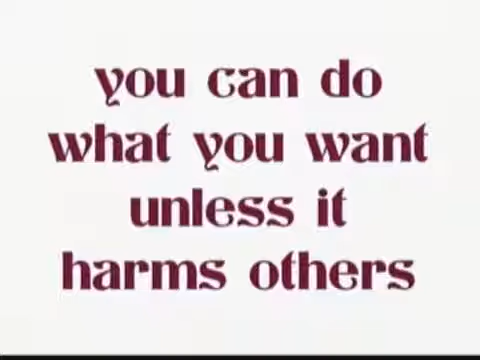 you can do
what you want
unless it
harms others